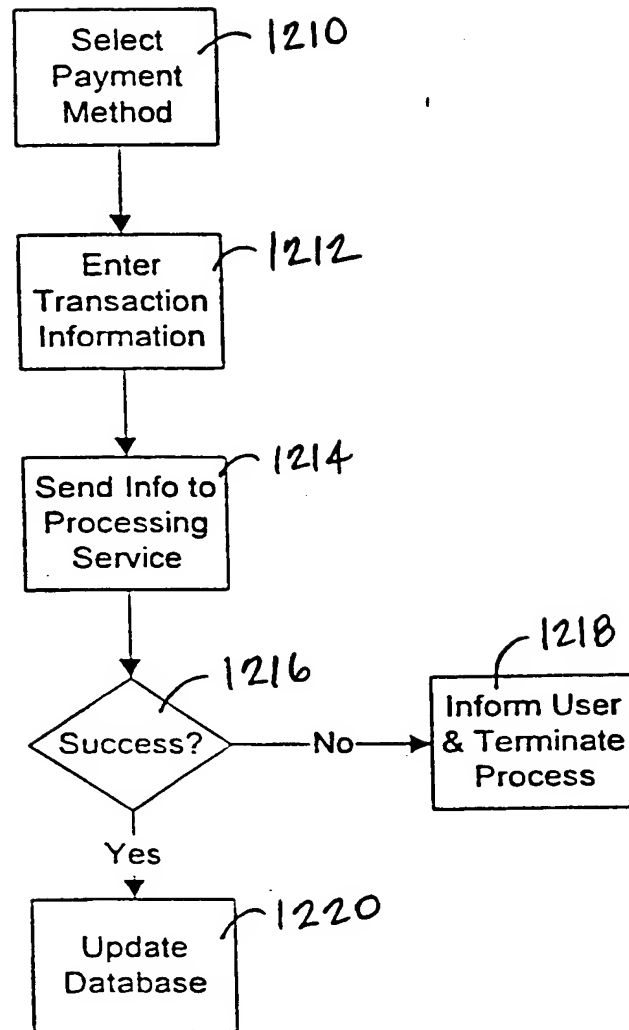 Select
Payment
Method
1210
Enter
Transaction
Information
1212
Send Info to
Processing
Service
1214
Success?
1216
No
Inform User
& Terminate
Process
1218
Yes
Update
Database
1220